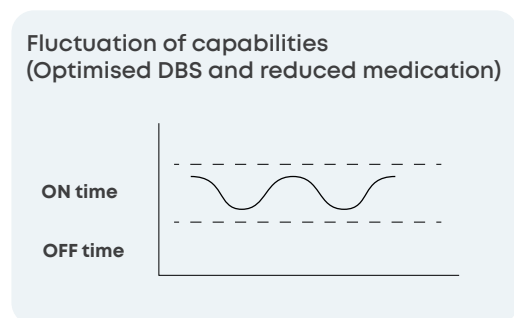 Fluctuation of capabilities
(Optimised DBS and reduced medication)
ON time
OFF time